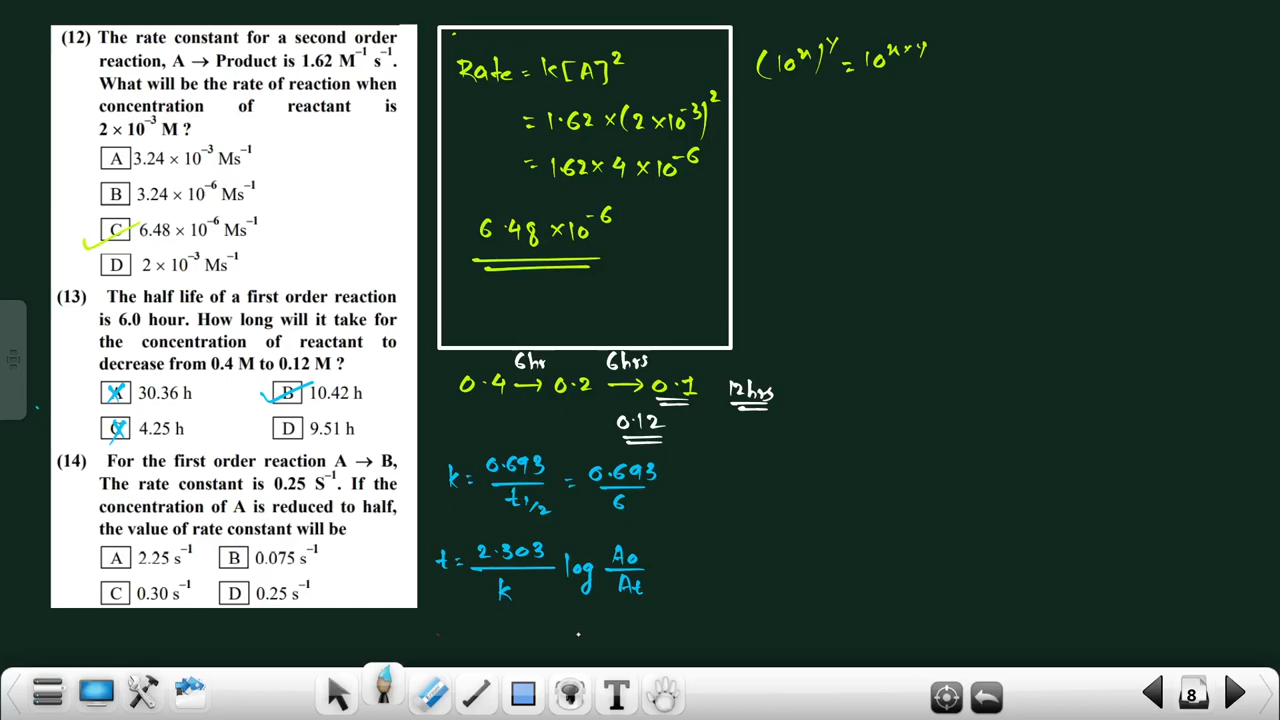 (12) The rate constant for a second order
reaction, A → Product is 1.62 M⁻¹ s⁻¹.
What will be the rate of reaction when
concentration of reactant is
2 × 10⁻³ M ?
A 3.24 × 10⁻³ Ms⁻¹
B 3.24 × 10⁻⁶ Ms⁻¹
C 6.48 × 10⁻⁶ Ms⁻¹
D 2 × 10⁻³ Ms⁻¹
(13) The half life of a first order reaction
is 6.0 hour. How long will it take for
the concentration of reactant to
decrease from 0.4 M to 0.12 M ?
A 30.36 h B 10.42 h
C 4.25 h D 9.51 h
(14) For the first order reaction A → B,
The rate constant is 0.25 S⁻¹. If the
concentration of A is reduced to half,
the value of rate constant will be
A 2.25 s⁻¹ B 0.075 s⁻¹
C 0.30 s⁻¹ D 0.25 s⁻¹
Rate = k[A]²
= 1.62 × (2 × 10⁻³)²
= 1.62 × 4 × 10⁻⁶
6.48 × 10⁻⁶
(10ˣ)ʸ = 10ˣ ˣ ʸ
6hr 6hrs
0.4 → 0.2 → 0.1 12hrs
0.12
k = 0.693 / t1/2 = 0.693 / 6
t = 2.303 / k log A0 / At
T
8